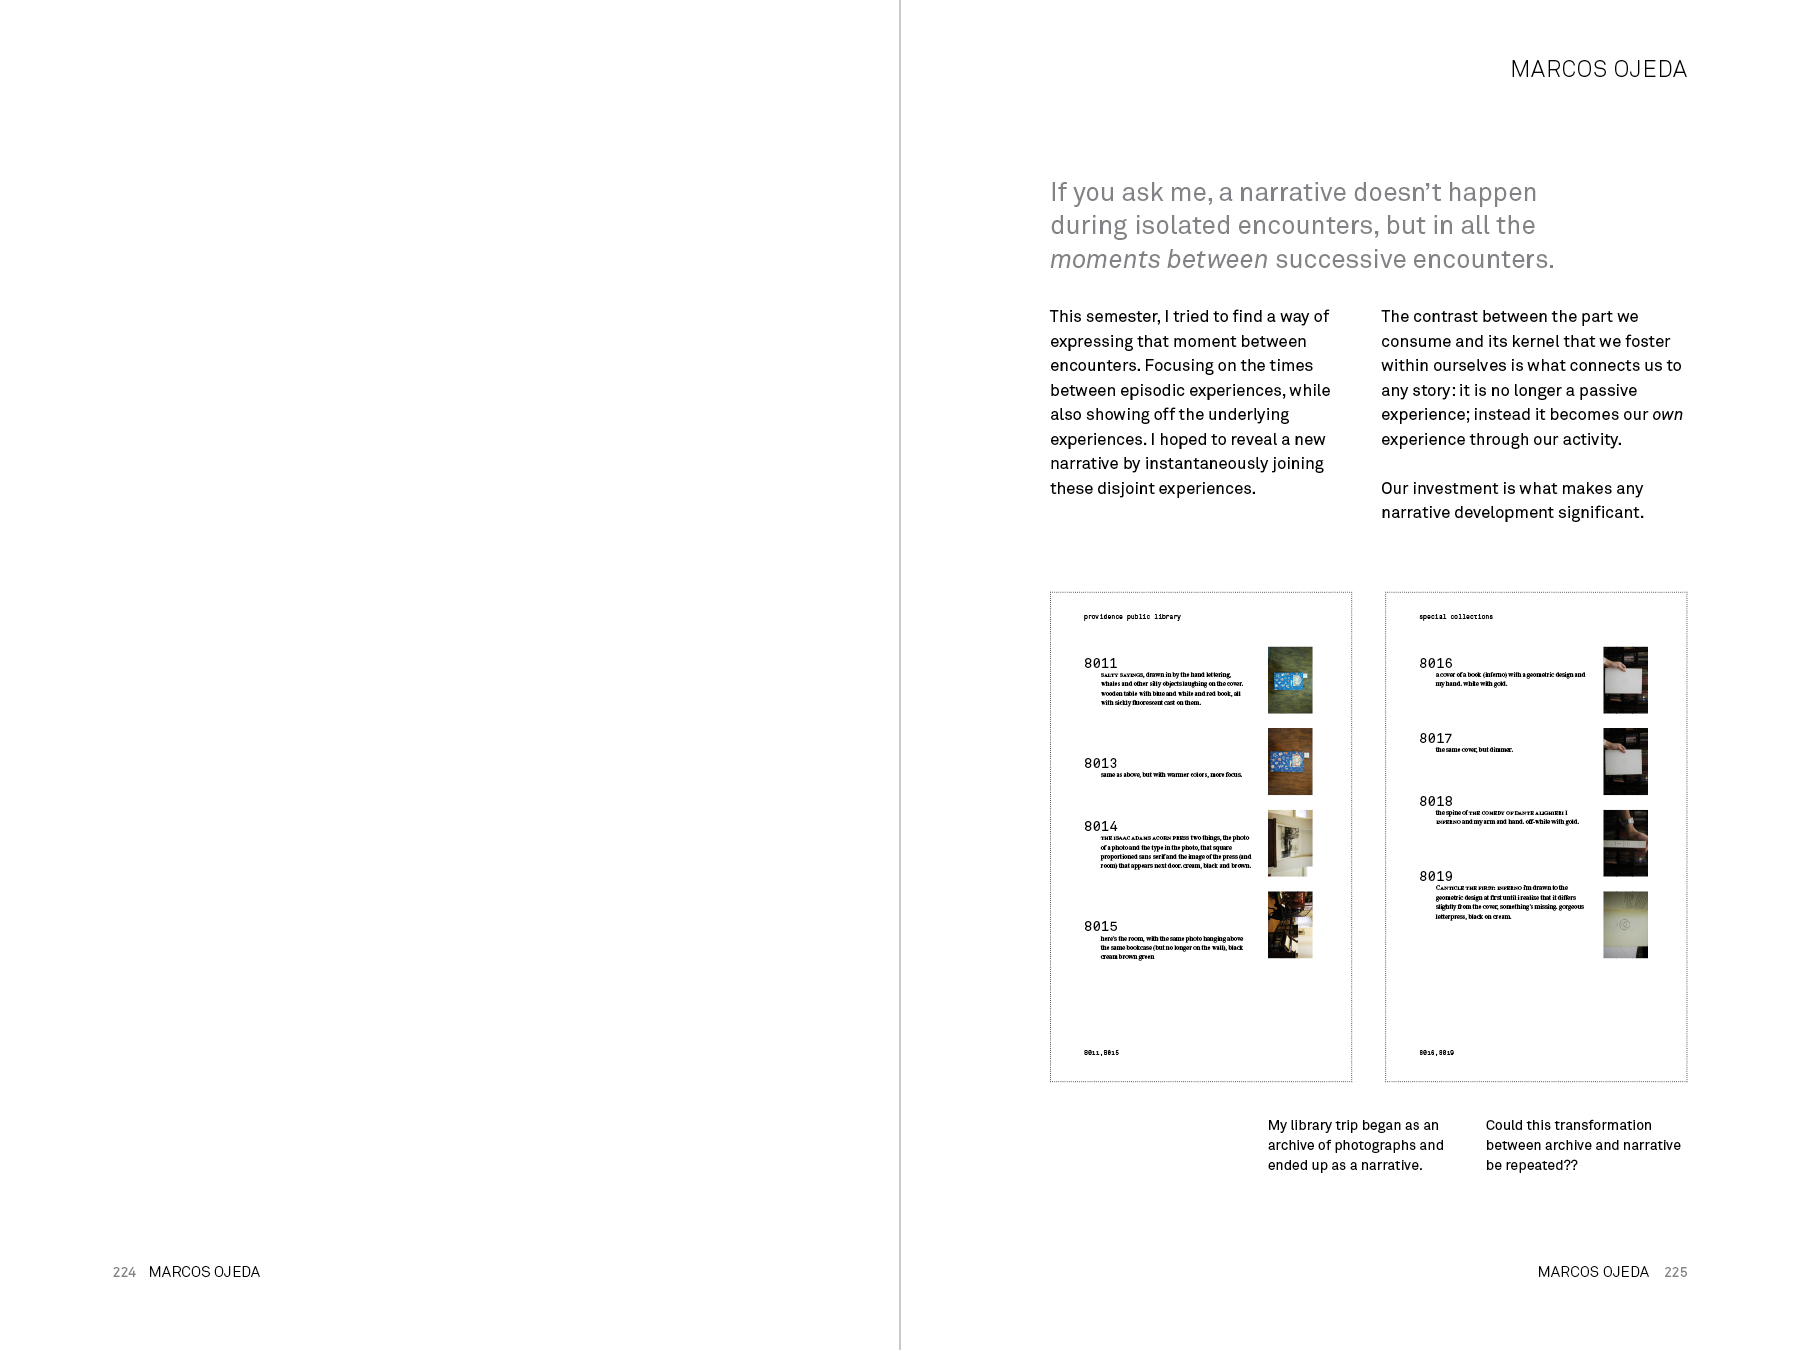 MARCOS OJEDA
If you ask me, a narrative doesn’t happen
during isolated encounters, but in all the
moments between successive encounters.
This semester, I tried to find a way of
expressing that moment between
encounters. Focusing on the times
between episodic experiences, while
also showing off the underlying
experiences. I hoped to reveal a new
narrative by instantaneously joining
these disjoint experiences.
The contrast between the part we
consume and its kernel that we foster
within ourselves is what connects us to
any story: it is no longer a passive
experience; instead it becomes our own
experience through our activity.
Our investment is what makes any
narrative development significant.
providence public library
8011
SALTY SAYINGS, drawn in by the hand lettering,
whales and other silly objects laughing on the cover.
wooden table with blue and white and red book, all
with sickly fluorescent cast on them.
8013
same as above, but with warmer colors, more focus.
8014
THE ISAAC ADAMS ACORN PRESS two things, the photo
of a photo and the type in the photo, that square
proportioned sans serif and the image of the press (and
room) that appears next door. cream, black and brown.
8015
here’s the room, with the same photo hanging above
the same bookcase (but no longer on the wall), black
cream brown green
8011,8015
special collections
8016
a cover of a book (inferno) with a geometric design and
my hand. white with gold.
8017
the same cover, but dimmer.
8018
the spine of THE COMEDY OF DANTE ALIGHIERI I
INFERNO and my arm and hand. off-white with gold.
8019
CANTICLE THE FIRST: INFERNO i’m drawn to the
geometric design at first until i realize that it differs
slightly from the cover, something’s missing. gorgeous
letterpress, black on cream.
8016,8019
My library trip began as an
archive of photographs and
ended up as a narrative.
Could this transformation
between archive and narrative
be repeated??
224 MARCOS OJEDA
MARCOS OJEDA 225